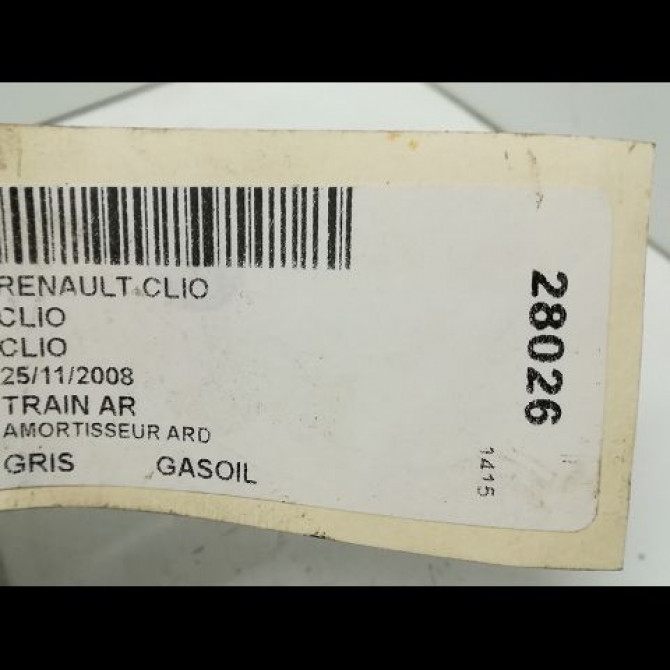 RENAULT CLIO
CLIO
CLIO
25/11/2008
TRAIN AR
AMORTISSEUR ARD
GRIS GASOIL
28026
1415